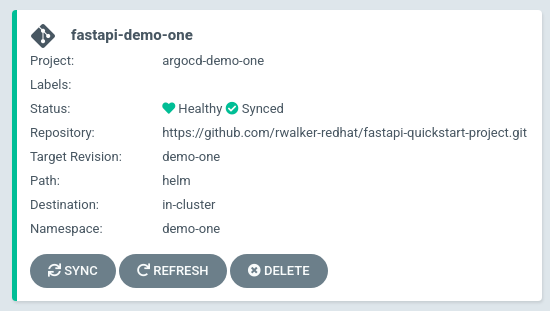 fastapi-demo-one
Project: argocd-demo-one
Labels:
Status: Healthy Synced
Repository: https://github.com/rwalker-redhat/fastapi-quickstart-project.git
Target Revision: demo-one
Path: helm
Destination: in-cluster
Namespace: demo-one
SYNC REFRESH DELETE